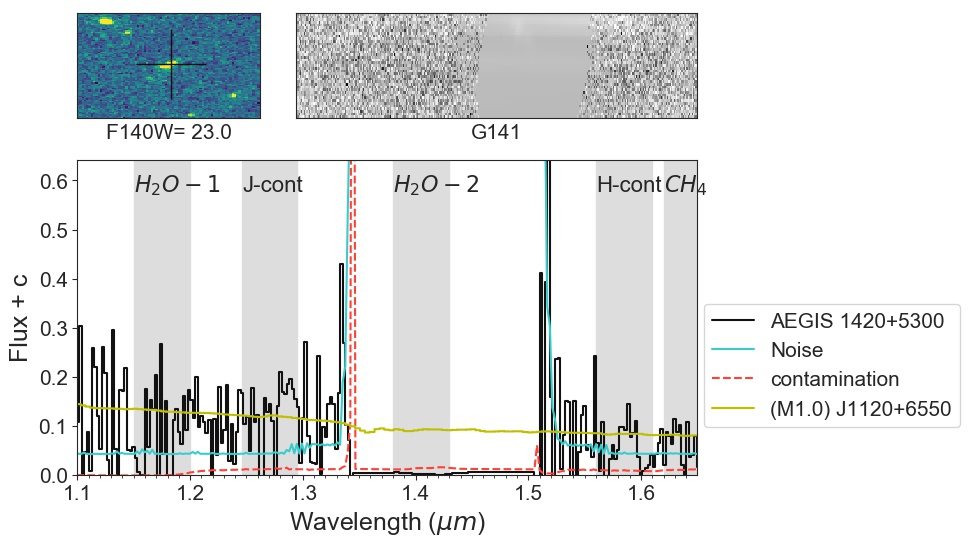 F140W= 23.0
G141
H₂O − 1
J-cont
H₂O − 2
H-cont
CH₄
0.6
0.5
0.4
0.3
0.2
0.1
0.0
Flux + c
1.1
1.2
1.3
1.4
1.5
1.6
Wavelength (μm)
AEGIS 1420+5300
Noise
contamination
(M1.0) J1120+6550